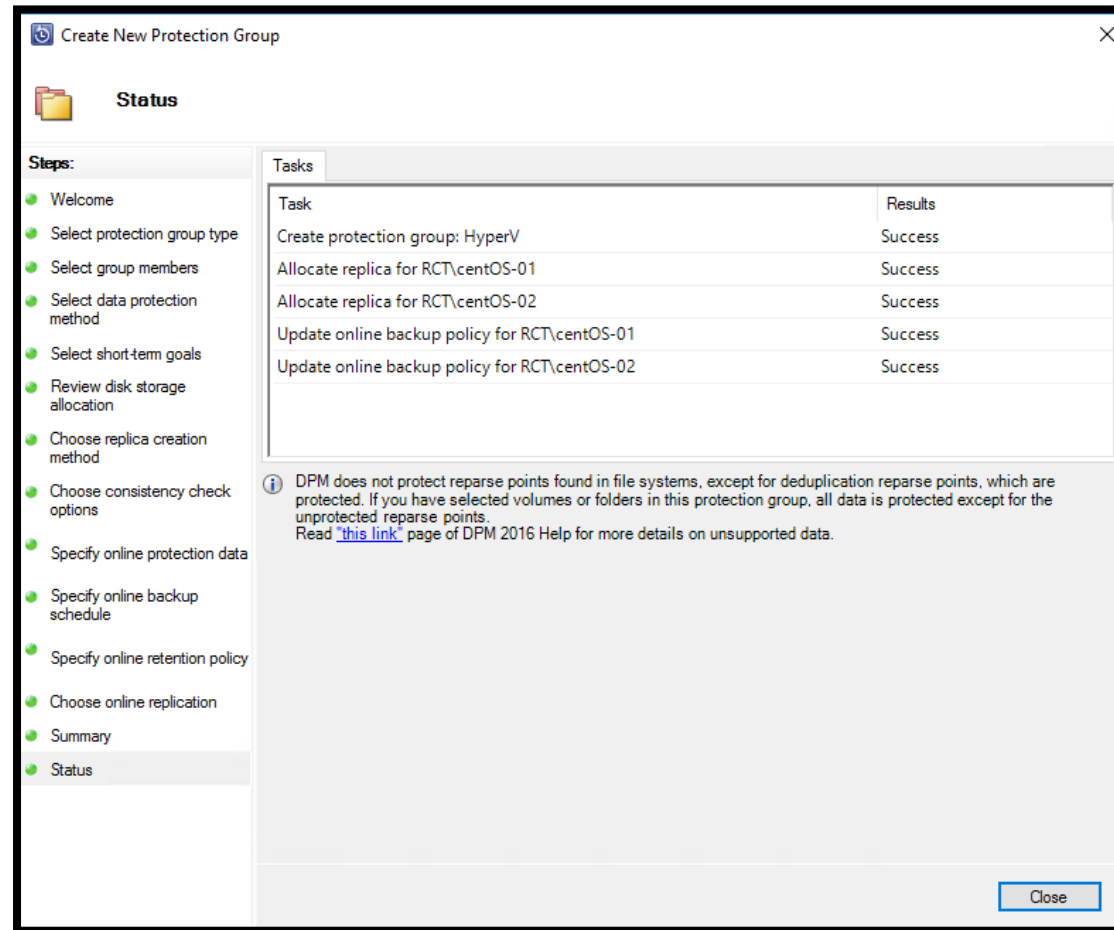 Create New Protection Group
Status
Steps:
Welcome
Select protection group type
Select group members
Select data protection
method
Select short-term goals
Review disk storage
allocation
Choose replica creation
method
Choose consistency check
options
Specify online protection data
Specify online backup
schedule
Specify online retention policy
Choose online replication
Summary
Status
Tasks
Task Results
Create protection group: HyperV Success
Allocate replica for RCT\centOS-01 Success
Allocate replica for RCT\centOS-02 Success
Update online backup policy for RCT\centOS-01 Success
Update online backup policy for RCT\centOS-02 Success
DPM does not protect reparse points found in file systems, except for deduplication reparse points, which are
protected. If you have selected volumes or folders in this protection group, all data is protected except for the
unprotected reparse points.
Read "this link" page of DPM 2016 Help for more details on unsupported data.
Close